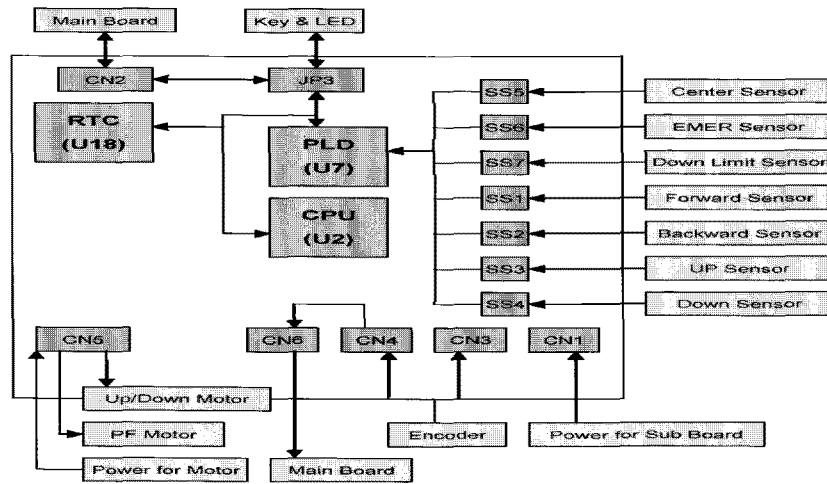 Main Board
Key & LED
CN2
JP3
SS5
Center Sensor
RTC
(U18)
SS6
EMER Sensor
PLD
(U7)
SS7
Down Limit Sensor
SS1
Forward Sensor
CPU
(U2)
SS2
Backward Sensor
SS3
UP Sensor
SS4
Down Sensor
CN5
CN6
CN4
CN3
CN1
Up/Down Motor
PF Motor
Encoder
Power for Sub Board
Power for Motor
Main Board